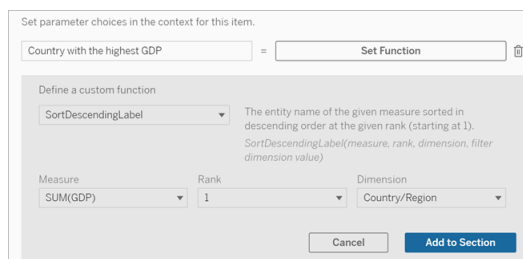 Set parameter choices in the context for this item.
Country with the highest GDP = Set Function
Define a custom function
SortDescendingLabel
The entity name of the given measure sorted in
descending order at the given rank (starting at 1).
SortDescendingLabel(measure, rank, dimension, filter
dimension value)
Measure Rank Dimension
SUM(GDP) 1 Country/Region
Cancel Add to Section